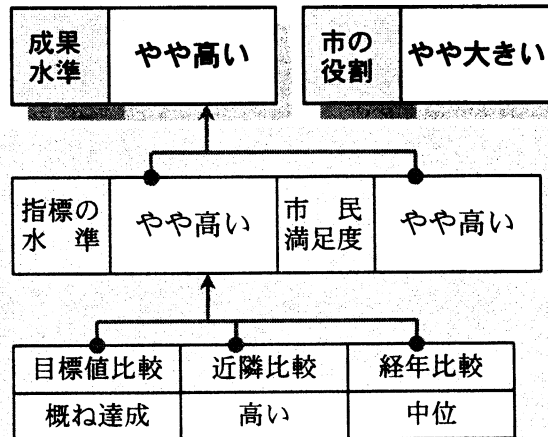 成果
水準
やや高い
市の
役割
やや大きい
指標の
水 準
やや高い
市 民
満足度
やや高い
目標値比較 近隣比較 経年比較
概ね達成 高い 中位